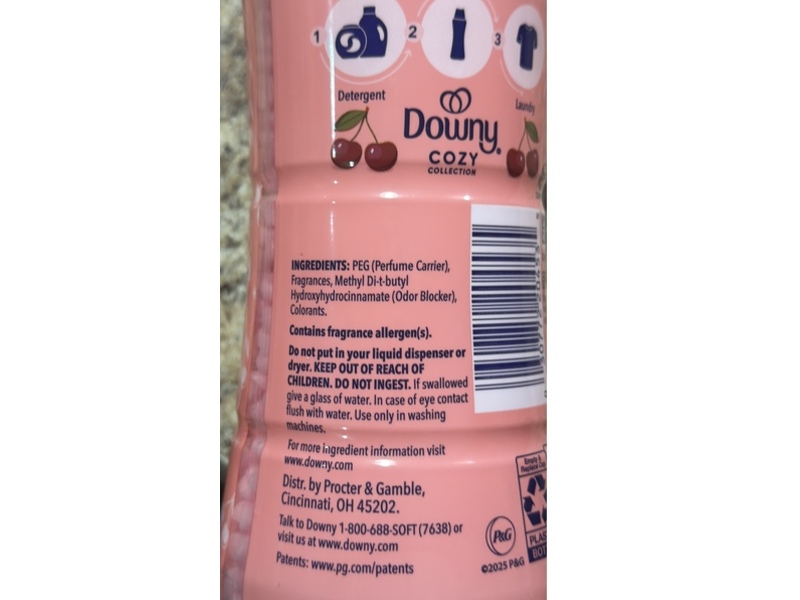 1 2 3
Detergent
Laundry
Downy
COZY
COLLECTION
INGREDIENTS: PEG (Perfume Carrier),
Fragrances, Methyl Di-t-butyl
Hydroxyhydrocinnamate (Odor Blocker),
Colorants.
Contains fragrance allergen(s).
Do not put in your liquid dispenser or
dryer. KEEP OUT OF REACH OF
CHILDREN. DO NOT INGEST. If swallowed
give a glass of water. In case of eye contact
flush with water. Use only in washing
machines.
For more ingredient information visit
www.downy.com
Distr. by Procter & Gamble,
Cincinnati, OH 45202.
Talk to Downy 1-800-688-SOFT (7638) or
visit us at www.downy.com
Patents: www.pg.com/patents
P&G
©2025 P&G
Empty &
Replace Cap
PLAS
BOT